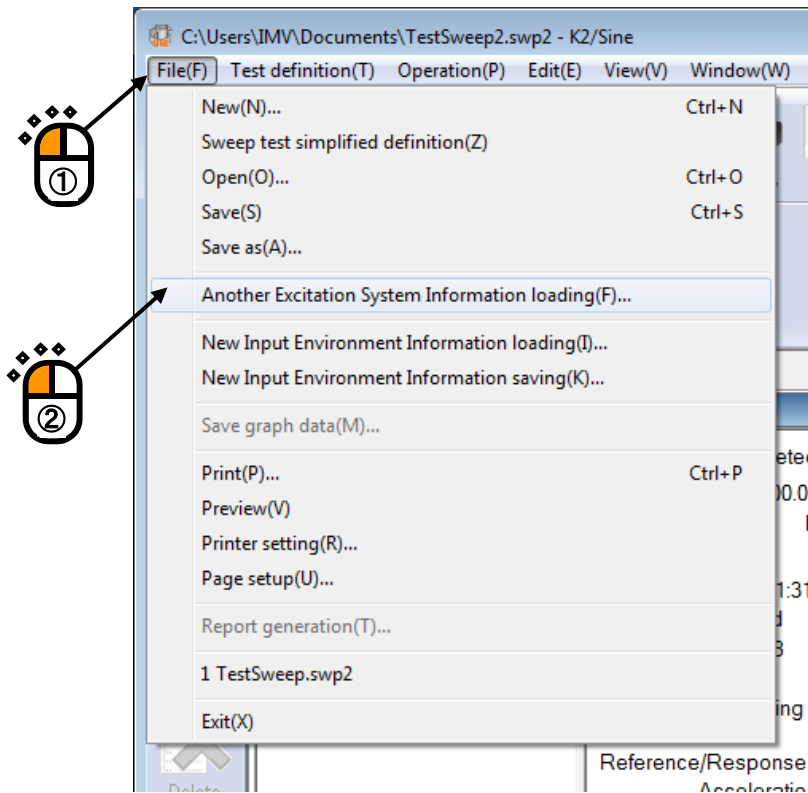 C:\Users\IMV\Documents\TestSweep2.swp2 - K2/Sine
File(F) Test definition(T) Operation(P) Edit(E) View(V) Window(W)
New(N)... Ctrl+N
Sweep test simplified definition(Z)
①
Open(O)... Ctrl+O
Save(S) Ctrl+S
Save as(A)...
Another Excitation System Information loading(F)...
New Input Environment Information loading(I)...
New Input Environment Information saving(K)...
②
Save graph data(M)...
Print(P)... Ctrl+P
Preview(V)
Printer setting(R)...
Page setup(U)...
1:31
Report generation(T)...
1 TestSweep.swp2
ing
Exit(X)
Reference/Response
Delete